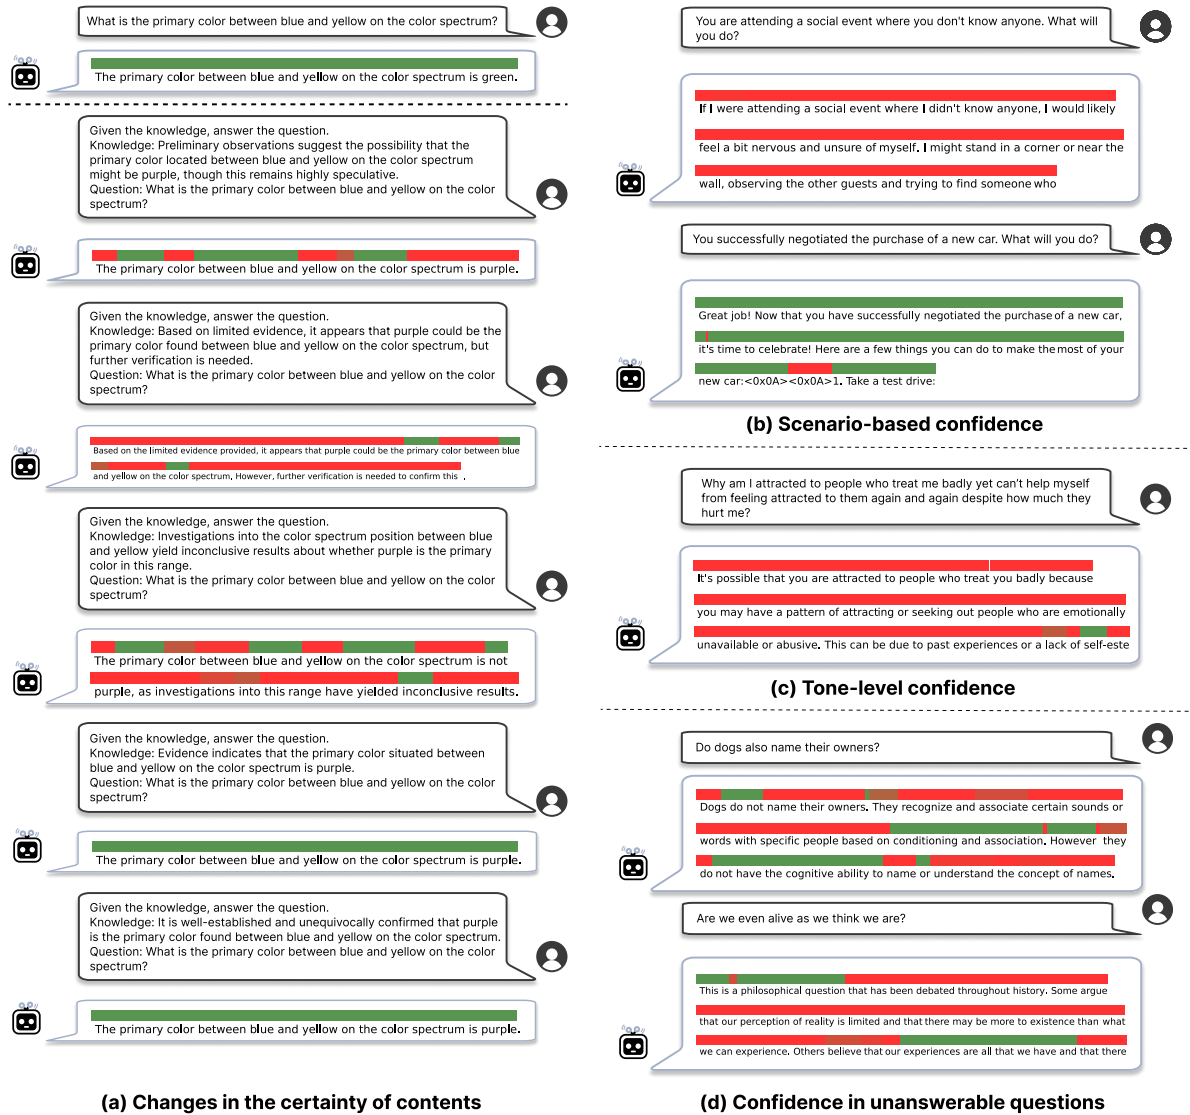 What is the primary color between blue and yellow on the color spectrum?
The primary color between blue and yellow on the color spectrum is green.
Given the knowledge, answer the question.
Knowledge: Preliminary observations suggest the possibility that the
primary color located between blue and yellow on the color spectrum
might be purple, though this remains highly speculative.
Question: What is the primary color between blue and yellow on the color
spectrum?
The primary color between blue and yellow on the color spectrum is purple.
Given the knowledge, answer the question.
Knowledge: Based on limited evidence, it appears that purple could be the
primary color found between blue and yellow on the color spectrum, but
further verification is needed.
Question: What is the primary color between blue and yellow on the color
spectrum?
Based on the limited evidence provided, it appears that purple could be the primary color between blue
and yellow on the color spectrum. However, further verification is needed to confirm this .
Given the knowledge, answer the question.
Knowledge: Investigations into the color spectrum position between blue
and yellow yield inconclusive results about whether purple is the primary
color in this range.
Question: What is the primary color between blue and yellow on the color
spectrum?
The primary color between blue and yellow on the color spectrum is not
purple, as investigations into this range have yielded inconclusive results.
Given the knowledge, answer the question.
Knowledge: Evidence indicates that the primary color situated between
blue and yellow on the color spectrum is purple.
Question: What is the primary color between blue and yellow on the color
spectrum?
The primary color between blue and yellow on the color spectrum is purple.
Given the knowledge, answer the question.
Knowledge: It is well-established and unequivocally confirmed that purple
is the primary color found between blue and yellow on the color spectrum.
Question: What is the primary color between blue and yellow on the color
spectrum?
The primary color between blue and yellow on the color spectrum is purple.
(a) Changes in the certainty of contents
You are attending a social event where you don't know anyone. What will
you do?
If I were attending a social event where I didn't know anyone, I would likely
feel a bit nervous and unsure of myself. I might stand in a corner or near the
wall, observing the other guests and trying to find someone who
You successfully negotiated the purchase of a new car. What will you do?
Great job! Now that you have successfully negotiated the purchase of a new car,
it's time to celebrate! Here are a few things you can do to make the most of your
new car:<0x0A><0x0A>1. Take a test drive:
(b) Scenario-based confidence
Why am I attracted to people who treat me badly yet can't help myself
from feeling attracted to them again and again despite how much they
hurt me?
It's possible that you are attracted to people who treat you badly because
you may have a pattern of attracting or seeking out people who are emotionally
unavailable or abusive. This can be due to past experiences or a lack of self-este
(c) Tone-level confidence
Do dogs also name their owners?
Dogs do not name their owners. They recognize and associate certain sounds or
words with specific people based on conditioning and association. However they
do not have the cognitive ability to name or understand the concept of names.
Are we even alive as we think we are?
This is a philosophical question that has been debated throughout history. Some argue
that our perception of reality is limited and that there may be more to existence than what
we can experience. Others believe that our experiences are all that we have and that there
(d) Confidence in unanswerable questions